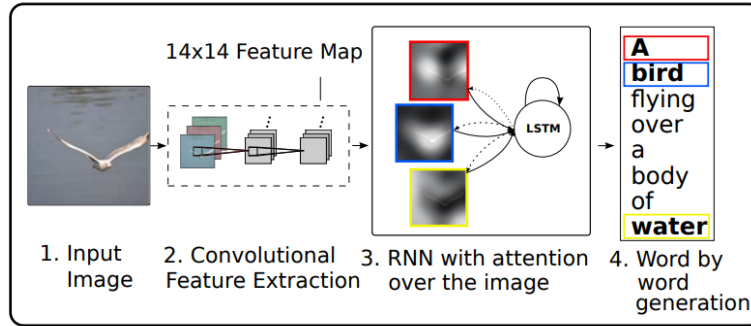 14x14 Feature Map
LSTM
A
bird
flying
over
a
body
of
water
1. Input
Image
2. Convolutional
Feature Extraction
3. RNN with attention
over the image
4. Word by
word
generation